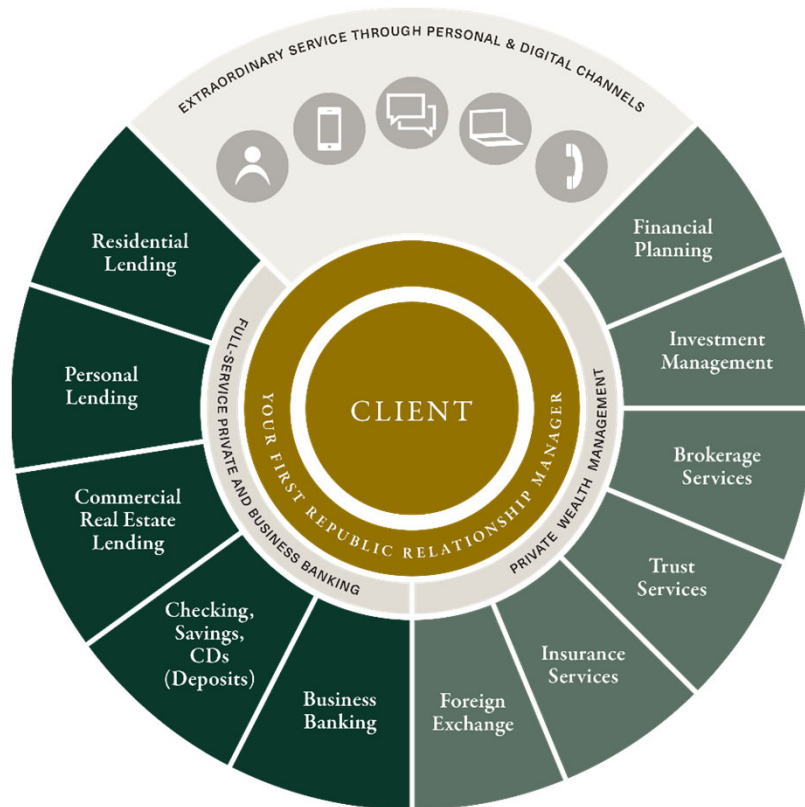 EXTRAORDINARY SERVICE THROUGH PERSONAL & DIGITAL CHANNELS
Residential
Lending
Personal
Lending
Commercial
Real Estate
Lending
Checking,
Savings,
CDs
(Deposits)
Business
Banking
FULL-SERVICE PRIVATE AND BUSINESS BANKING
CLIENT
YOUR FIRST REPUBLIC RELATIONSHIP MANAGER
PRIVATE WEALTH MANAGEMENT
Financial
Planning
Investment
Management
Brokerage
Services
Trust
Services
Insurance
Services
Foreign
Exchange